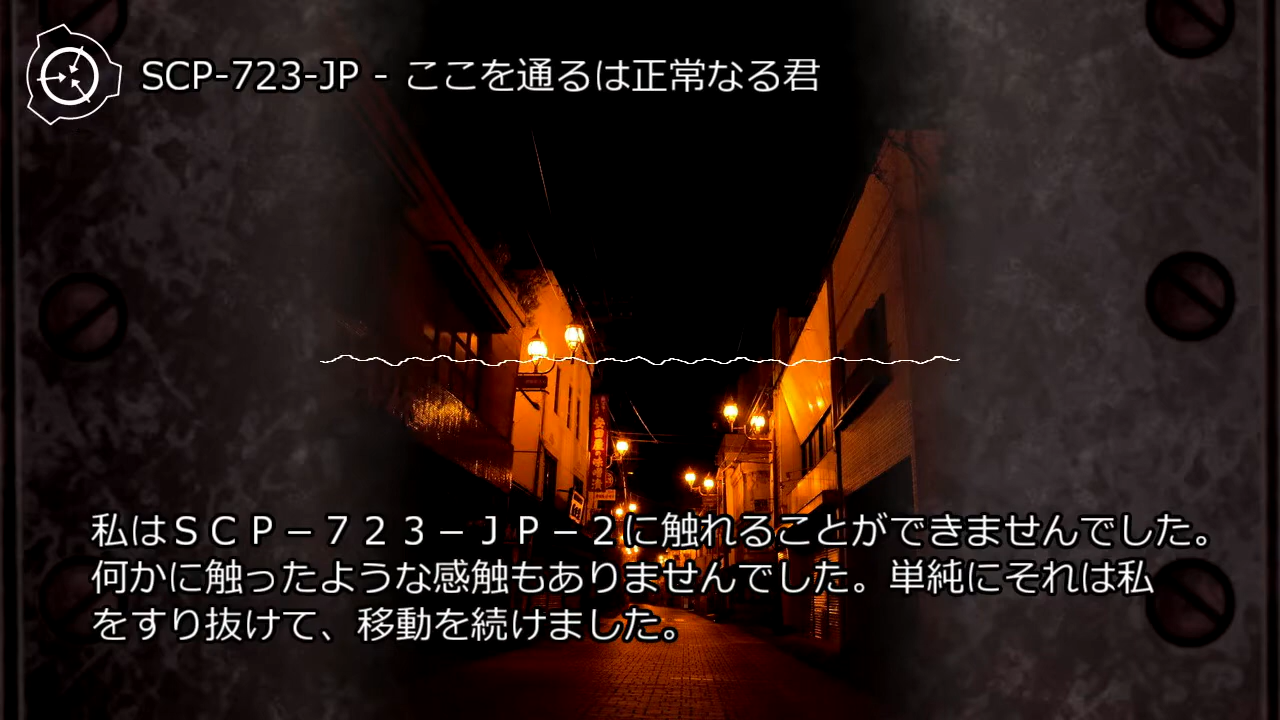 SCP-723-JP - ここを通るは正常なる君
私はＳＣＰ－７２３－ＪＰ－２に触れることができませんでした。
何かに触ったような感触もありませんでした。単純にそれは私
をすり抜けて、移動を続けました。